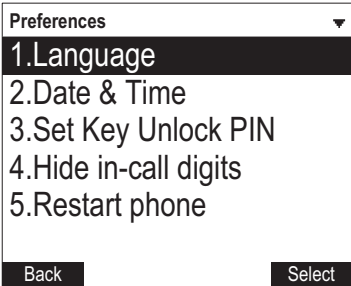 Preferences
1.Language
2.Date & Time
3.Set Key Unlock PIN
4.Hide in-call digits
5.Restart phone
Back Select